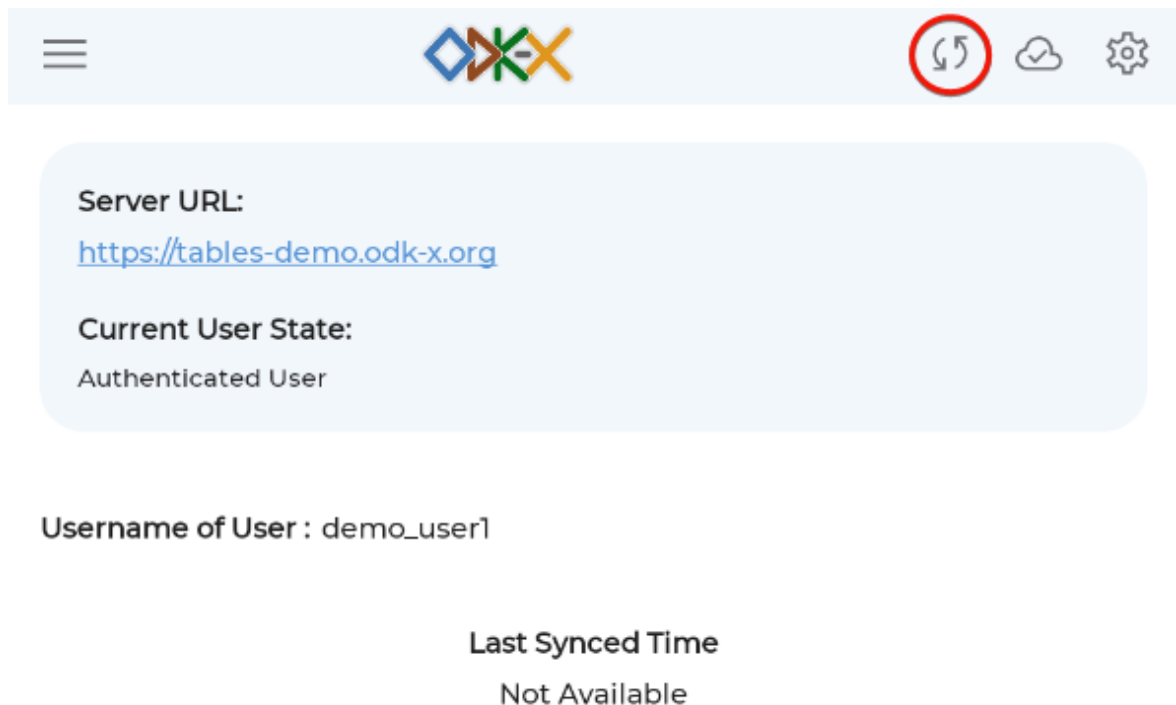 ODK-X
Server URL:
https://tables-demo.odk-x.org
Current User State:
Authenticated User
Username of User : demo_user1
Last Synced Time
Not Available